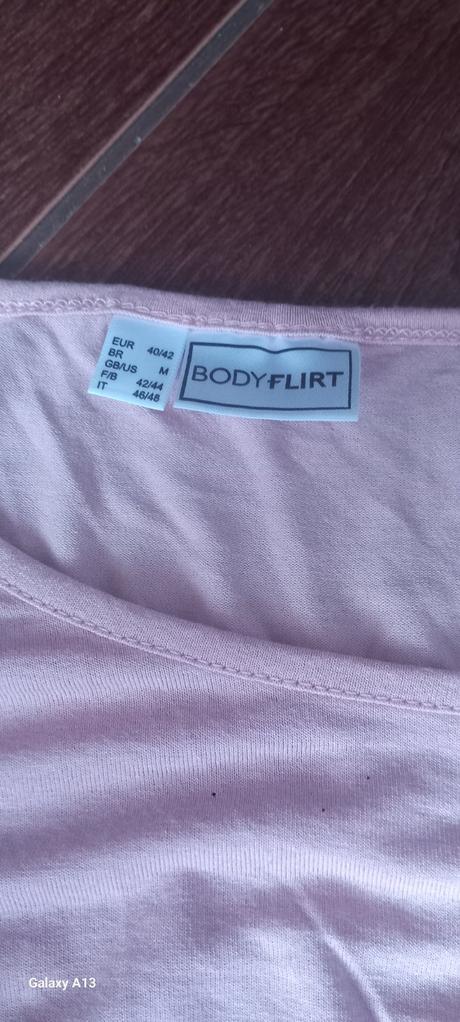 EUR 40/42
BR
GB/US M
F/B 42/44
IT 46/48
BODYFLIRT
Galaxy A13